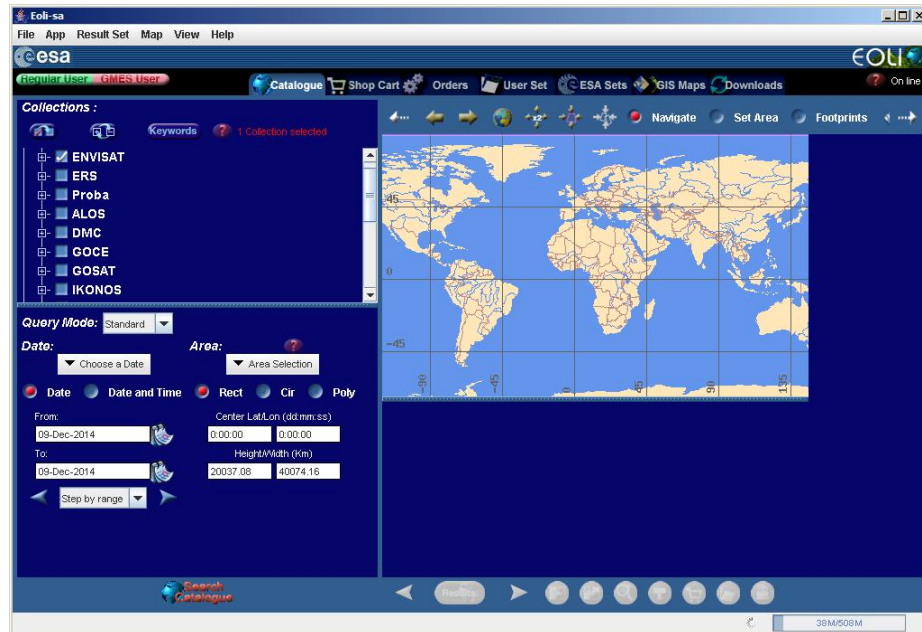 Eoli-sa
File App Result Set Map View Help
esa
EOLI
Regular User GMES User
Catalogue Shop Cart Orders User Set ESA Sets GIS Maps Downloads
On line
Collections :
Keywords
1 Collection selected
x2
Navigate Set Area Footprints
ENVISAT
ERS
Proba
ALOS
DMC
GOCE
GOSAT
IKONOS
45
0
-45
-90 -45 0 45 90 135
Query Mode: Standard
Date: Area:
Choose a Date Area Selection
Date Date and Time Rect Cir Poly
From: Center Lat/Lon (dd:mm:ss)
09-Dec-2014 0:00:00 0:00:00
To: Height/Width (Km)
09-Dec-2014 20037.08 40074.16
Step by range
Search
Catalogue
Results
38M/508M